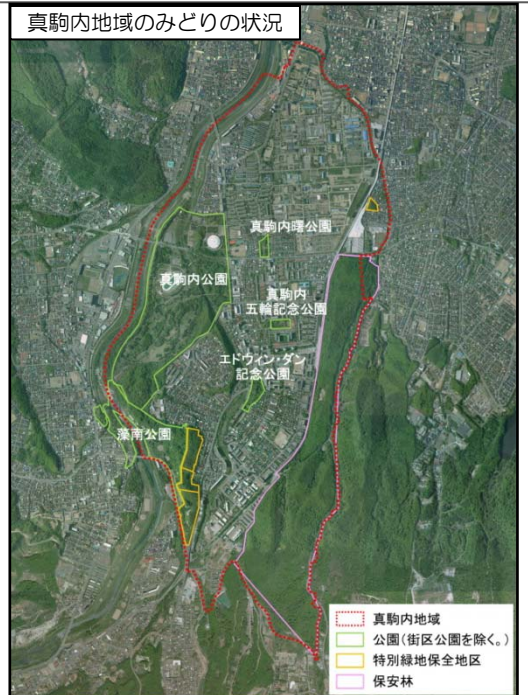 真駒内地域のみどりの状況
真駒内曙公園
真駒内公園
真駒内
五輪記念公園
エドウィン・ダン
記念公園
藻南公園
真駒内地域
公園(街区公園を除く。)
特別緑地保全地区
保安林